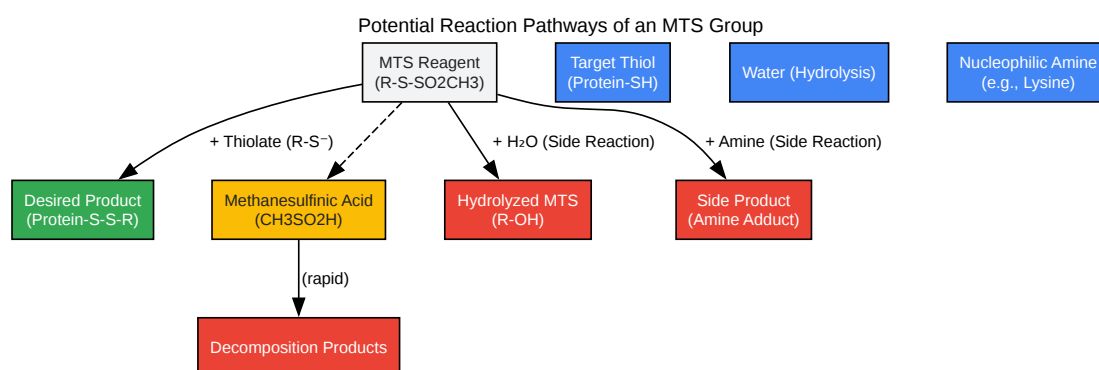 Potential Reaction Pathways of an MTS Group
MTS Reagent
(R-S-SO2CH3)
Target Thiol
(Protein-SH)
Water (Hydrolysis)
Nucleophilic Amine
(e.g., Lysine)
+ Thiolate (R-S⁻)
+ H₂O (Side Reaction)
+ Amine (Side Reaction)
Desired Product
(Protein-S-S-R)
Methanesulfinic Acid
(CH3SO2H)
Hydrolyzed MTS
(R-OH)
Side Product
(Amine Adduct)
(rapid)
Decomposition Products